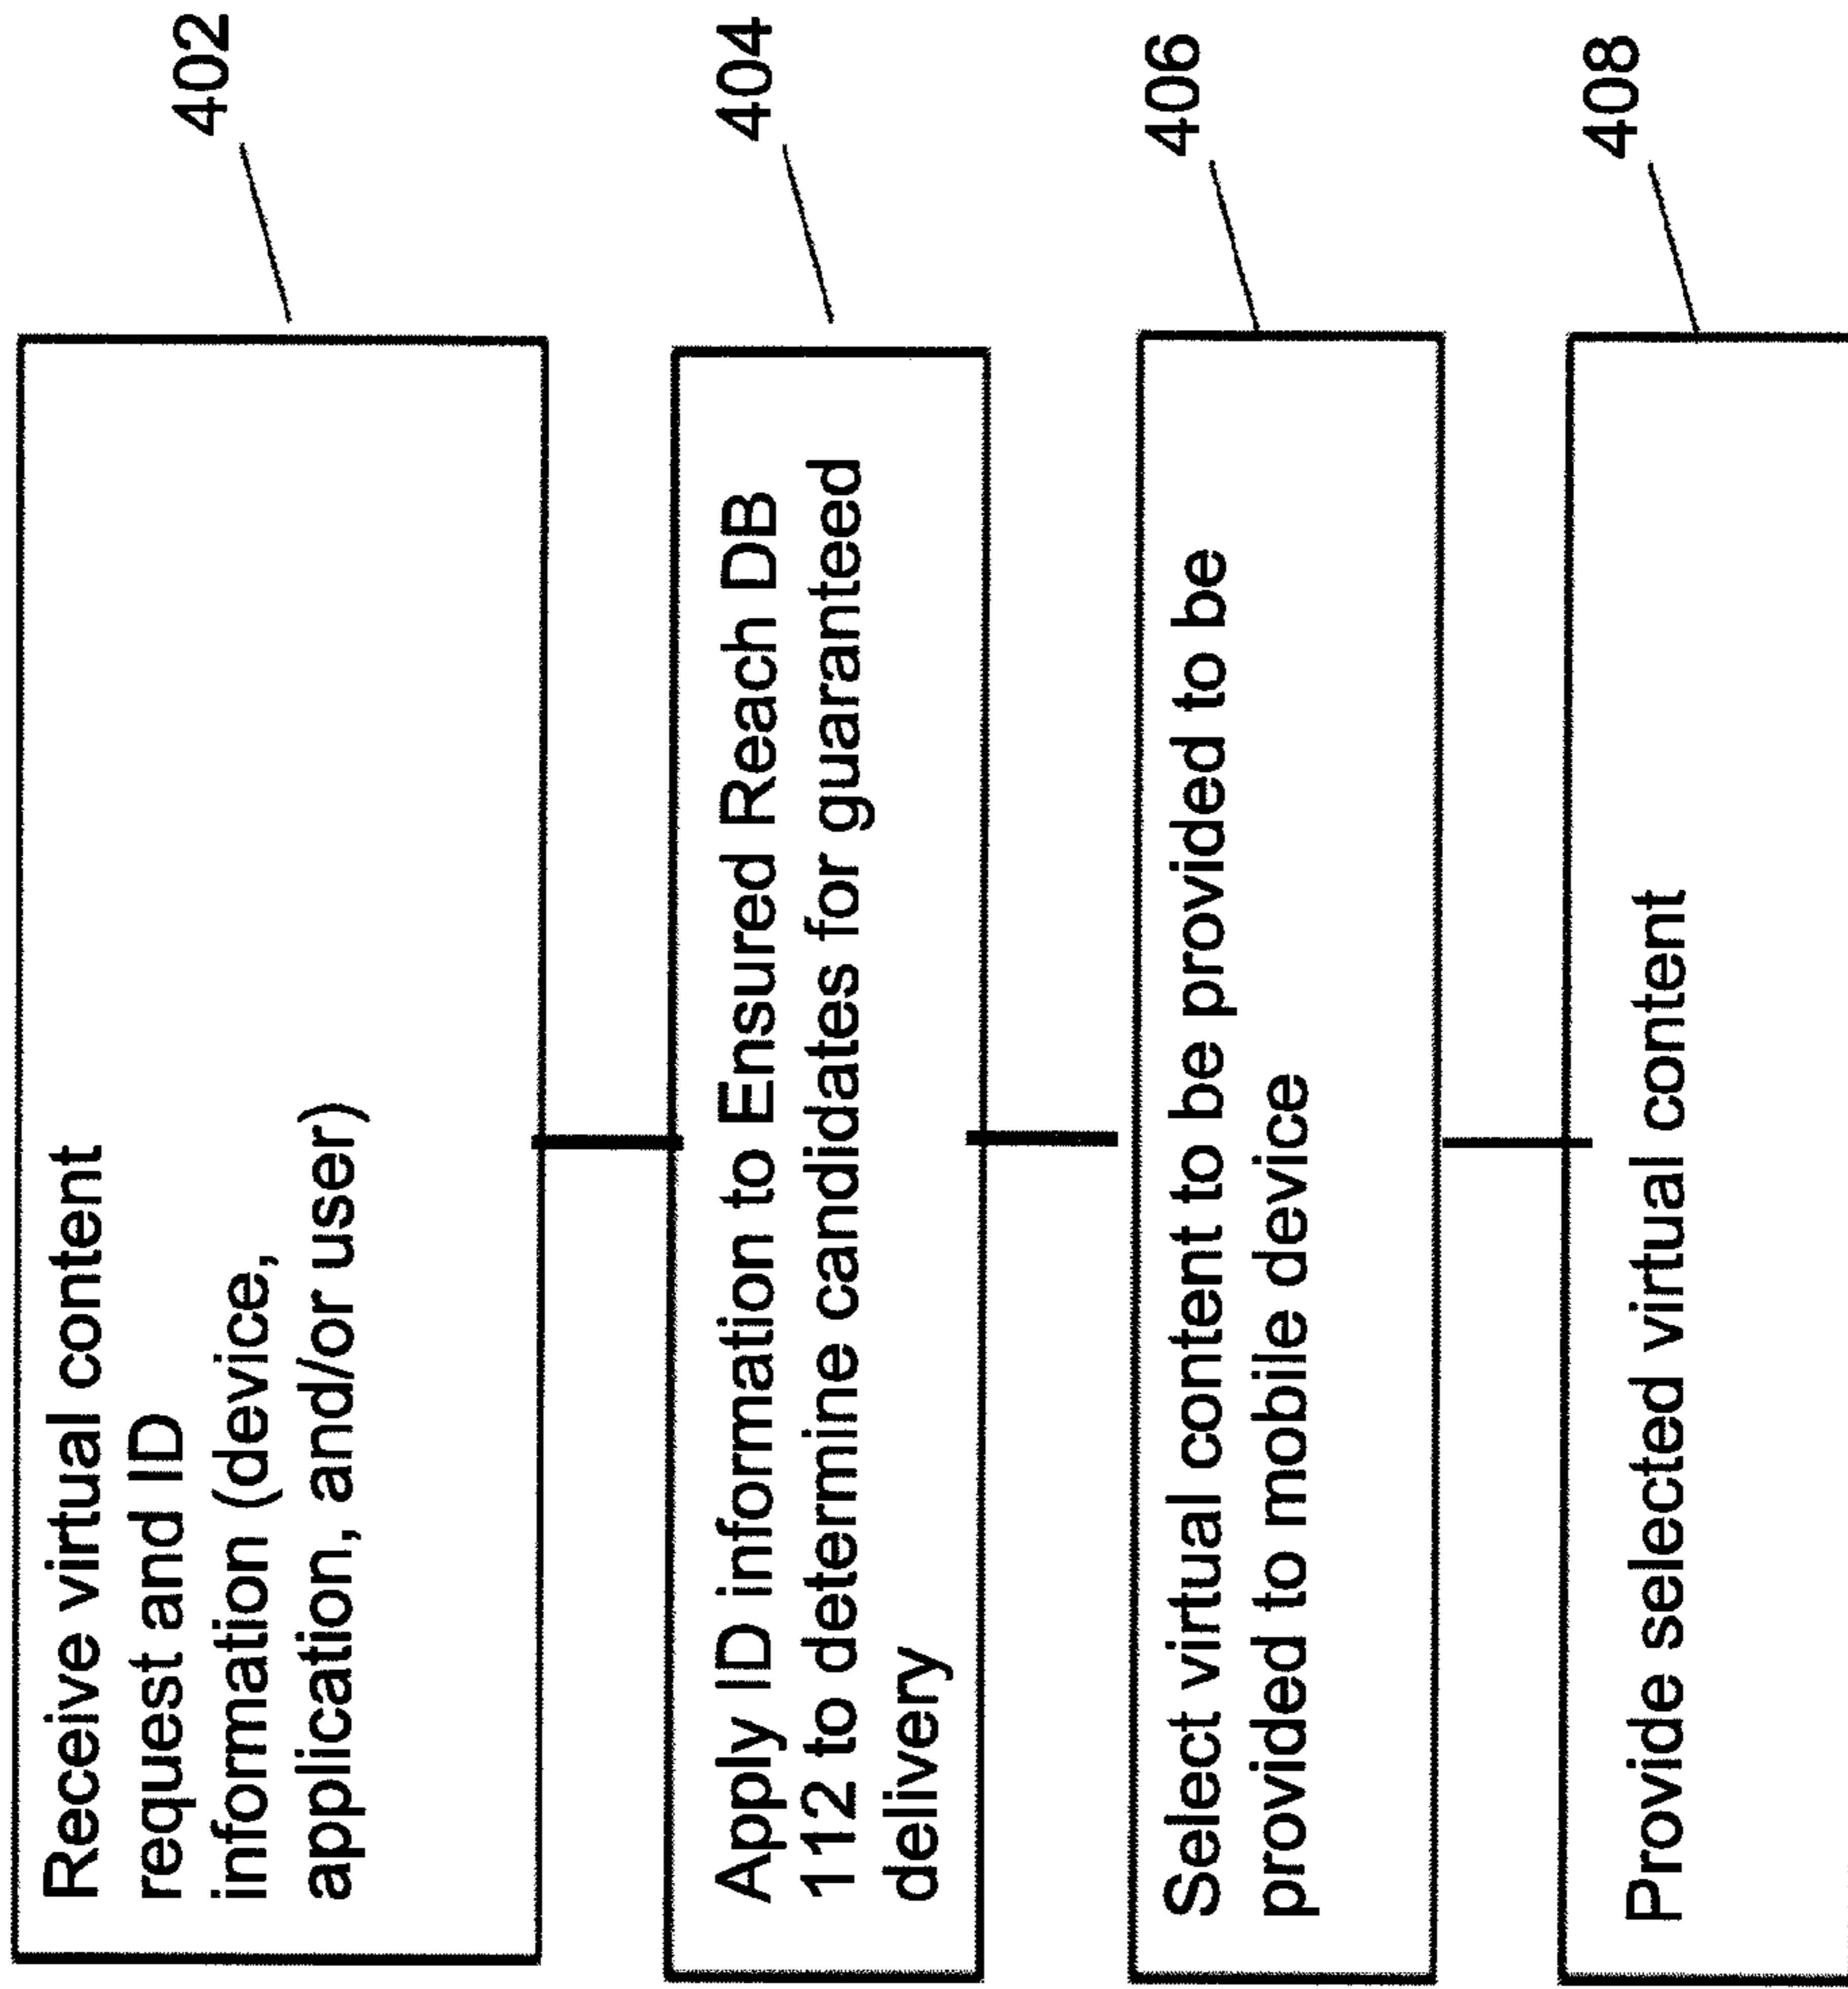 Receive virtual content
request and ID
information (device,
application, and/or user)
402
Apply ID information to Ensured Reach DB
112 to determine candidates for guaranteed
delivery
404
Select virtual content to be provided to be
provided to mobile device
406
Provide selected virtual content
408